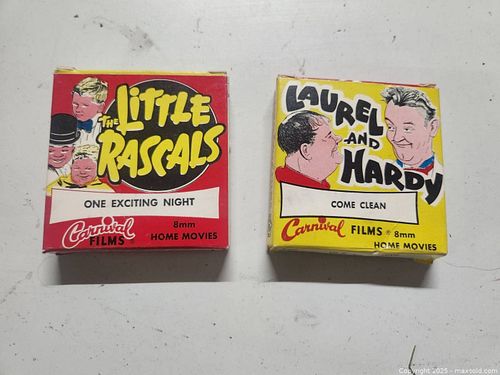 THE LITTLE
RASCALS
ONE EXCITING NIGHT
Carnival
FILMS
8mm
HOME MOVIES
LAUREL
AND
HARDY
COME CLEAN
Carnival FILMS ® 8mm
HOME MOVIES
Copyright 2025 - maxsold.com